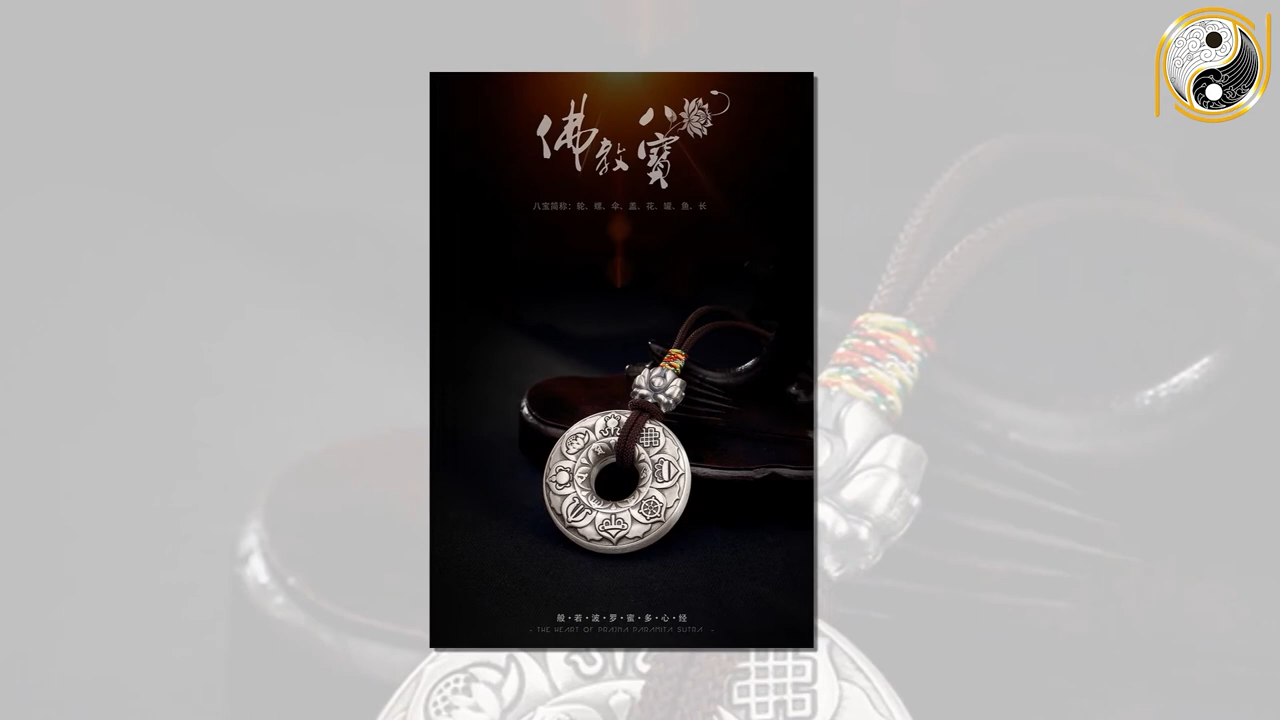 佛教八寶
八宝简称：轮、螺、伞、盖、花、罐、鱼、长
般·若·波·罗·蜜·多·心·经
- THE HEART OF PRAJNA PARAMITA SUTRA -